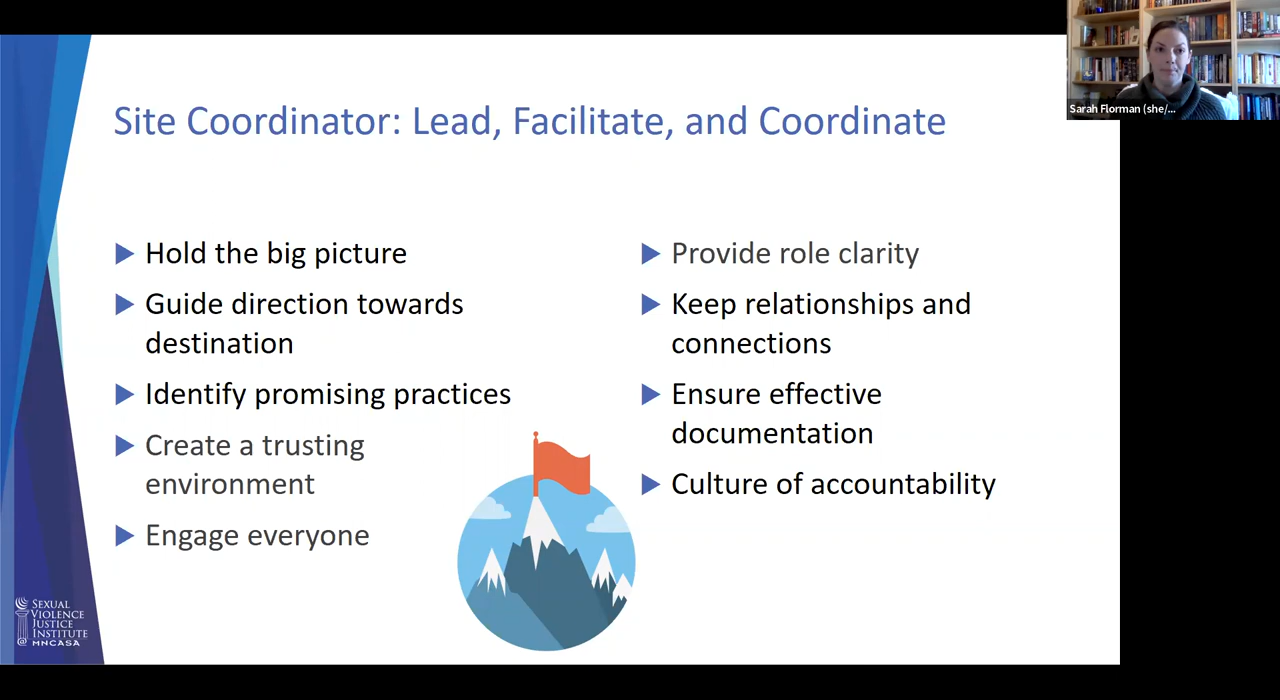 Site Coordinator: Lead, Facilitate, and Coordinate
Hold the big picture
Guide direction towards
destination
Identify promising practices
Create a trusting
environment
Engage everyone
Provide role clarity
Keep relationships and
connections
Ensure effective
documentation
Culture of accountability
Sarah Florman (she/...
SEXUAL
VIOLENCE
JUSTICE
INSTITUTE
@ MNCASA